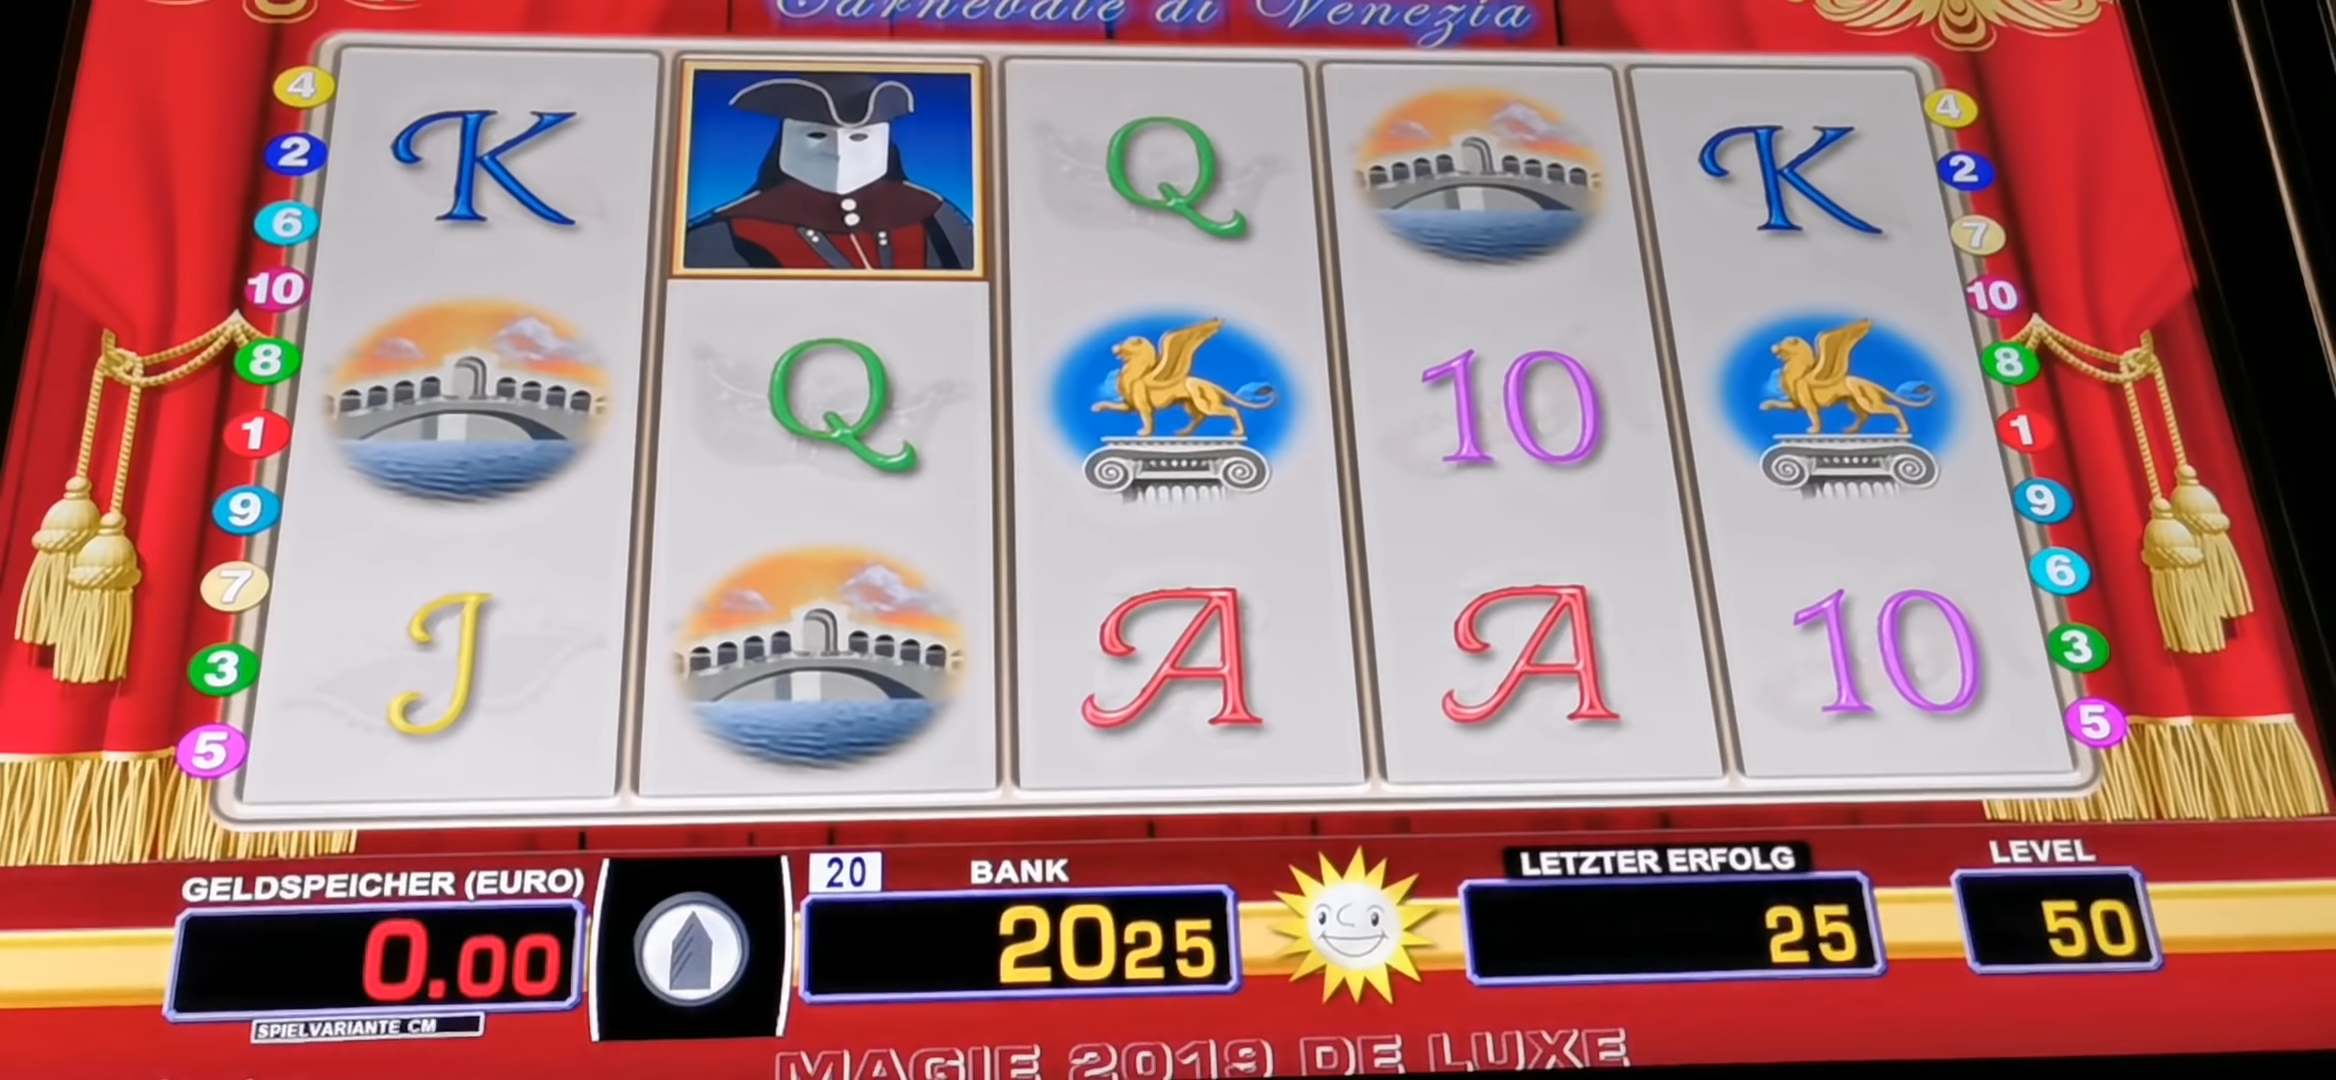 Carnevale di Venezia
4 K Q K 4
2 2
6 7
10 10
8 Q 10 8
1 1
9 9
7 6
3 J A A 10 3
5 5
GELDSPEICHER (EURO) 20 BANK LETZTER ERFOLG LEVEL
0.00 2025 25 50
SPIELVARIANTE CM
MAGIE 2019 DE LUXE